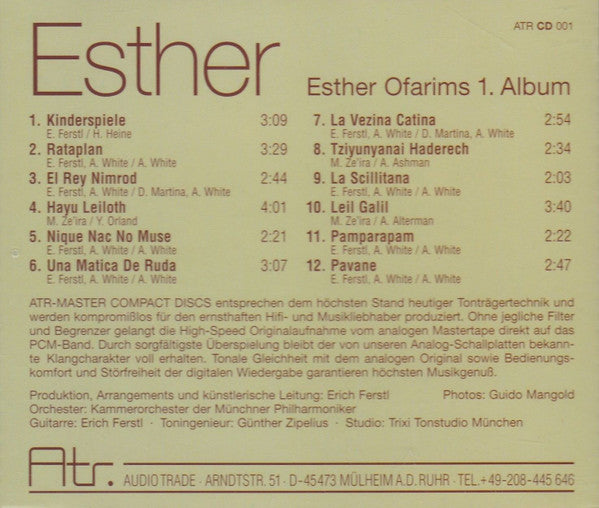 ATR CD 001
Esther
Esther Ofarims 1. Album
1. Kinderspiele 3:09
E. Ferstl / H. Heine
2. Rataplan 3:29
E. Ferstl, A. White / A. White
3. El Rey Nimrod 2:44
E. Ferstl, A. White / D. Martina, A. White
4. Hayu Leiloth 4:01
M. Ze'ira / Y. Orland
5. Nique Nac No Muse 2:21
E. Ferstl, A. White / A. White
6. Una Matica De Ruda 3:07
E. Ferstl, A. White / A. White
7. La Vezina Catina 2:54
E. Ferstl, A. White / D. Martina, A. White
8. Tziyunyanai Haderech 2:34
M. Ze'ira / A. Ashman
9. La Scillitana 2:03
E. Ferstl, A. White / A. White
10. Leil Galil 3:40
M. Ze'ira / A. Alterman
11. Pamparapam 2:22
E. Ferstl, A. White / A. White
12. Pavane 2:47
E. Ferstl, A. White / A. White
ATR-MASTER COMPACT DISCS entsprechen dem höchsten Stand heutiger Tonträgertechnik und
werden kompromißlos für den ernsthaften Hifi- und Musikliebhaber produziert. Ohne jegliche Filter
und Begrenzer gelangt die High-Speed Originalaufnahme vom analogen Mastertape direkt auf das
PCM-Band. Durch sorgfältigste Überspielung bleibt der von unseren Analog-Schallplatten bekann-
te Klangcharakter voll erhalten. Tonale Gleichheit mit dem analogen Original sowie Bedienungs-
komfort und Störfreiheit der digitalen Wiedergabe garantieren höchsten Musikgenuß.
Produktion, Arrangements und künstlerische Leitung: Erich Ferstl Photos: Guido Mangold
Orchester: Kammerorchester der Münchner Philharmoniker
Guitarre: Erich Ferstl · Toningenieur: Günther Zipelius · Studio: Trixi Tonstudio München
Atr. AUDIO TRADE · ARNDTSTR. 51 · D-45473 MÜLHEIM A.D. RUHR · TEL.+49-208-445 646